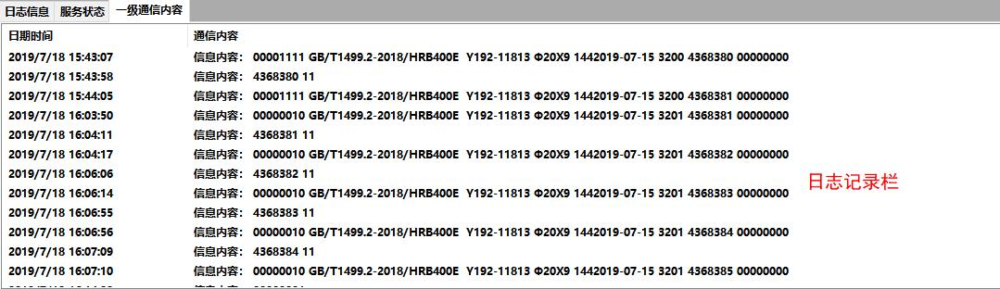 日志信息 服务状态 一级通信内容
日期时间 通信内容
2019/7/18 15:43:07 信息内容： 00001111 GB/T1499.2-2018/HRB400E Y192-11813 Φ20X9 1442019-07-15 3200 4368380 00000000
2019/7/18 15:43:58 信息内容： 4368380 11
2019/7/18 15:44:05 信息内容： 00001111 GB/T1499.2-2018/HRB400E Y192-11813 Φ20X9 1442019-07-15 3200 4368381 00000000
2019/7/18 16:03:50 信息内容： 00000010 GB/T1499.2-2018/HRB400E Y192-11813 Φ20X9 1442019-07-15 3201 4368381 00000000
2019/7/18 16:04:11 信息内容： 4368381 11
2019/7/18 16:04:17 信息内容： 00000010 GB/T1499.2-2018/HRB400E Y192-11813 Φ20X9 1442019-07-15 3201 4368382 00000000
2019/7/18 16:06:06 信息内容： 4368382 11
日志记录栏
2019/7/18 16:06:14 信息内容： 00000010 GB/T1499.2-2018/HRB400E Y192-11813 Φ20X9 1442019-07-15 3201 4368383 00000000
2019/7/18 16:06:55 信息内容： 4368383 11
2019/7/18 16:06:56 信息内容： 00000010 GB/T1499.2-2018/HRB400E Y192-11813 Φ20X9 1442019-07-15 3201 4368384 00000000
2019/7/18 16:07:09 信息内容： 4368384 11
2019/7/18 16:07:10 信息内容： 00000010 GB/T1499.2-2018/HRB400E Y192-11813 Φ20X9 1442019-07-15 3201 4368385 00000000